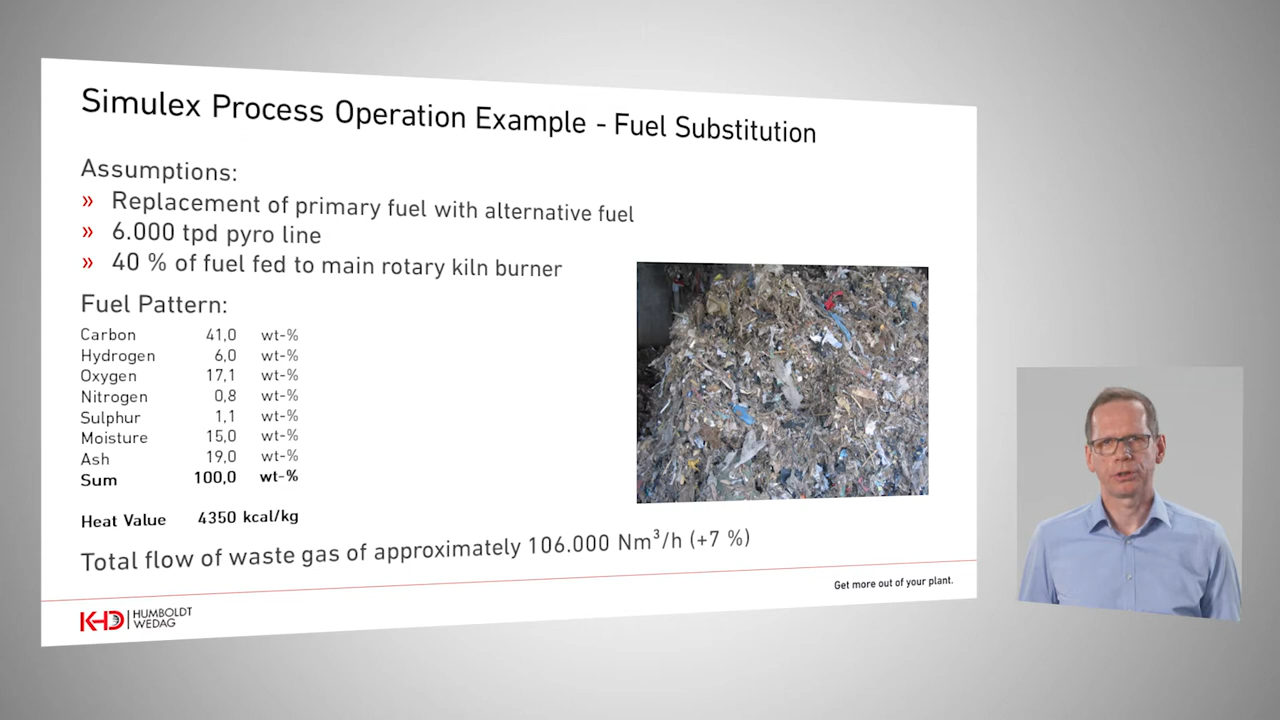 Simulex Process Operation Example - Fuel Substitution
Assumptions:
» Replacement of primary fuel with alternative fuel
» 6.000 tpd pyro line
» 40 % of fuel fed to main rotary kiln burner
Fuel Pattern:
Carbon 41,0 wt-%
Hydrogen 6,0 wt-%
Oxygen 17,1 wt-%
Nitrogen 0,8 wt-%
Sulphur 1,1 wt-%
Moisture 15,0 wt-%
Ash 19,0 wt-%
Sum 100,0 wt-%
Heat Value 4350 kcal/kg
Total flow of waste gas of approximately 106.000 Nm³/h (+7 %)
Get more out of your plant.
KHD HUMBOLDT
WEDAG